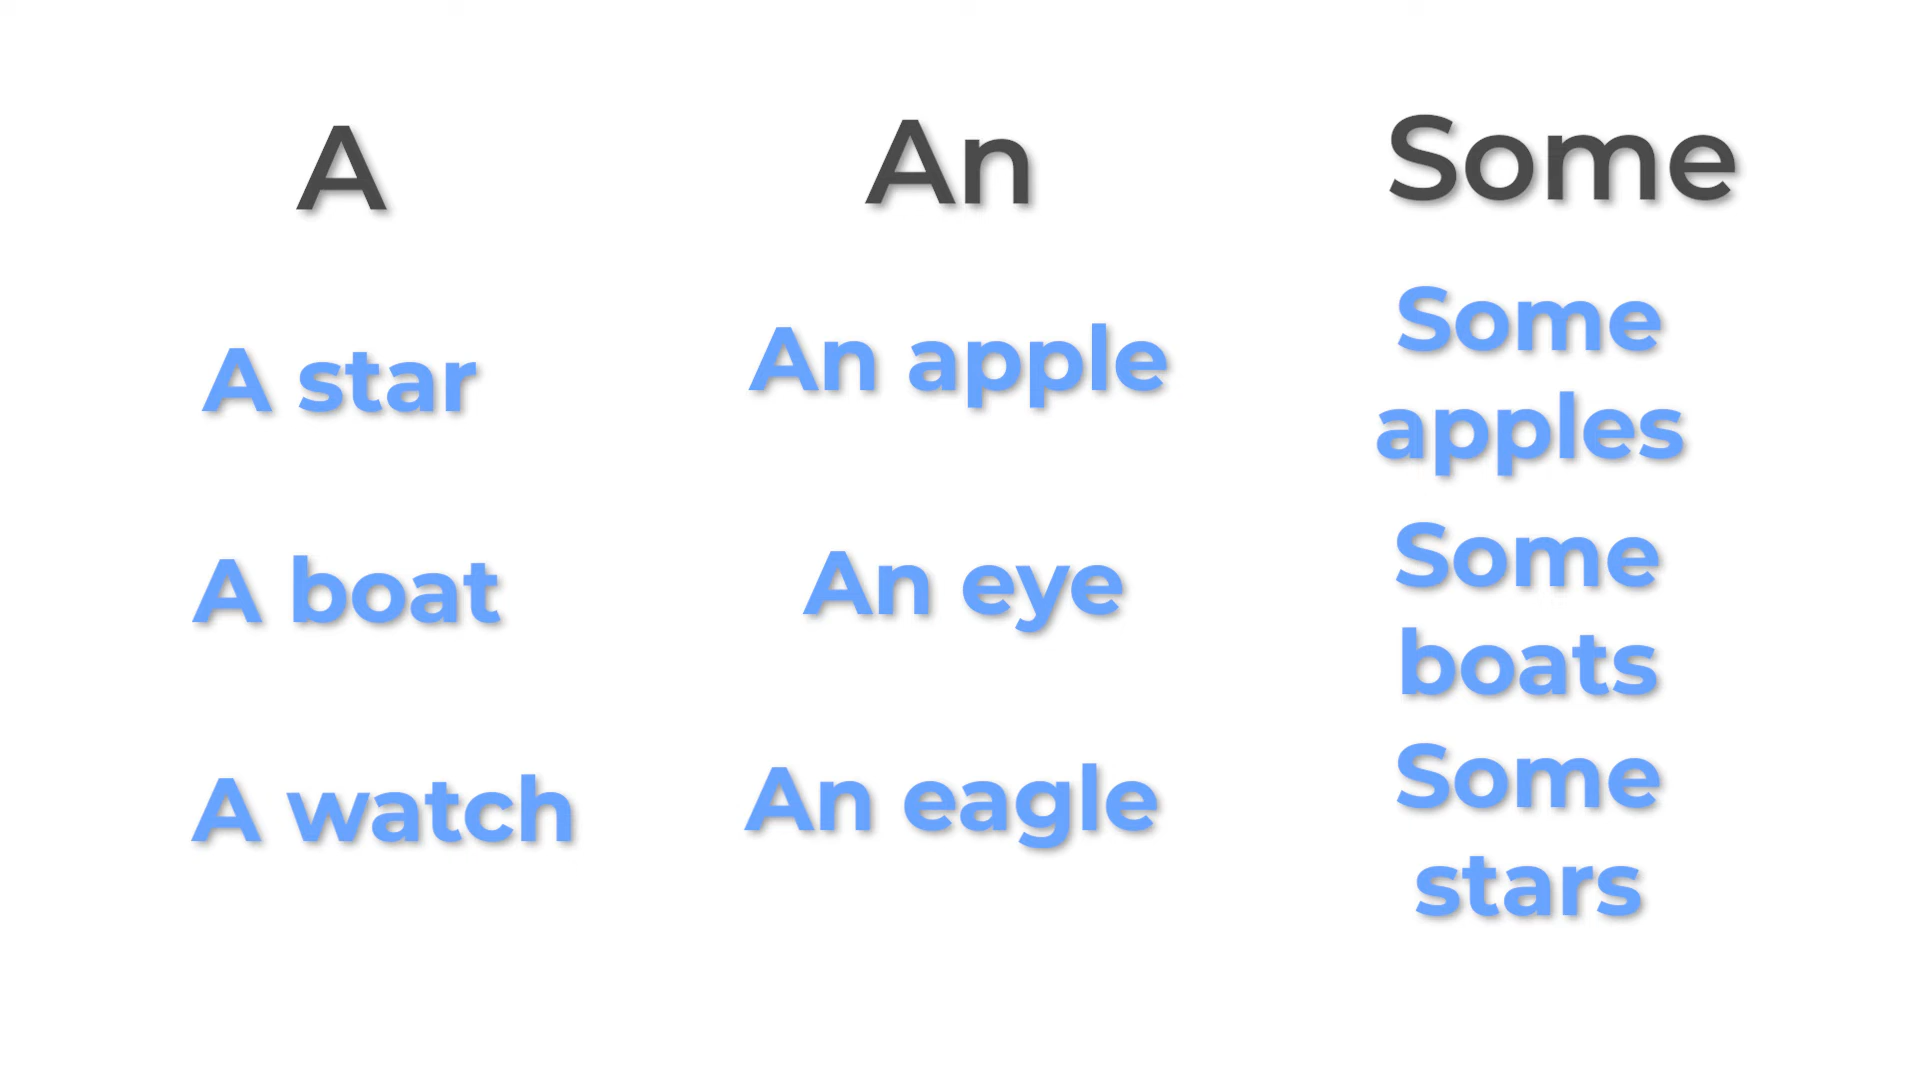 A
An
Some
A star
An apple
Some
apples
A boat
An eye
Some
boats
A watch
An eagle
Some
stars